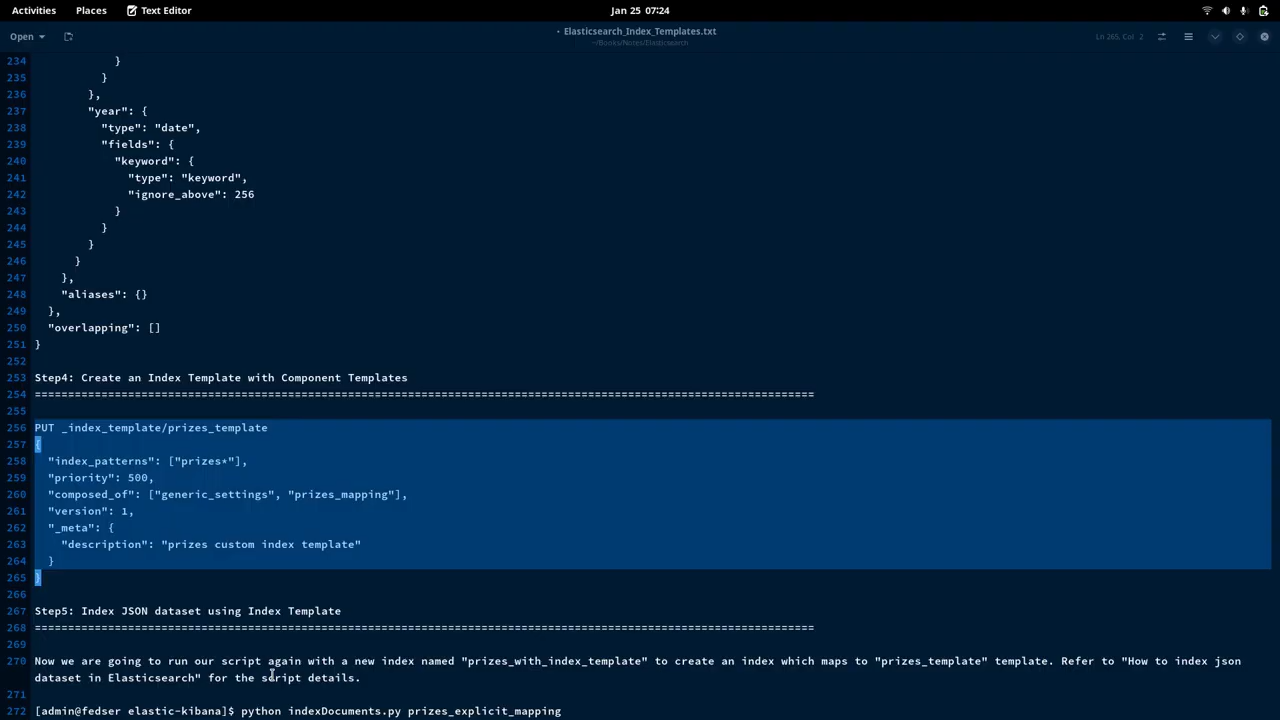 Activities Places Text Editor Jan 25 07:24
Open • Elasticsearch_Index_Templates.txt Ln 265, Col 2
~/Books/Notes/Elasticsearch
234 }
235 }
236 },
237 "year": {
238 "type": "date",
239 "fields": {
240 "keyword": {
241 "type": "keyword",
242 "ignore_above": 256
243 }
244 }
245 }
246 }
247 },
248 "aliases": {}
249 },
250 "overlapping": []
251 }
252
253 Step4: Create an Index Template with Component Templates
254 =====================================================================================================================
255
256 PUT _index_template/prizes_template
257 {
258 "index_patterns": ["prizes*"],
259 "priority": 500,
260 "composed_of": ["generic_settings", "prizes_mapping"],
261 "version": 1,
262 "_meta": {
263 "description": "prizes custom index template"
264 }
265 }
266
267 Step5: Index JSON dataset using Index Template
268 =====================================================================================================================
269
270 Now we are going to run our script again with a new index named "prizes_with_index_template" to create an index which maps to "prizes_template" template. Refer to "How to index json
dataset in Elasticsearch" for the script details.
271
272 [admin@fedser elastic-kibana]$ python indexDocuments.py prizes_explicit_mapping